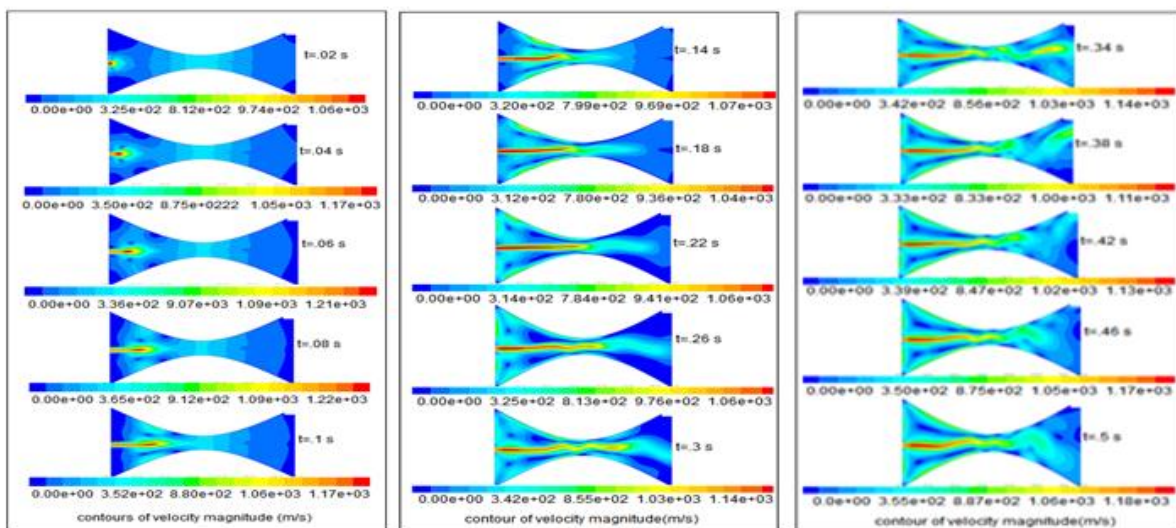 t=.02 s
0.00e+00 3.25e+02 8.12e+02 9.74e+02 1.06e+03
t=.04 s
0.00e+00 3.50e+02 8.75e+0222 1.05e+03 1.17e+03
t=.06 s
0.00e+00 3.36e+02 9.07e+03 1.09e+03 1.21e+03
t=.08 s
0.00e+00 3.65e+02 9.12e+02 1.09e+03 1.22e+03
t=.1 s
0.00e+00 3.52e+02 8.80e+02 1.06e+03 1.17e+03
contours of velocity magnitude (m/s)
t=.14 s
0.00e+00 3.20e+02 7.99e+02 9.69e+02 1.07e+03
t=.18 s
0.00e+00 3.12e+02 7.80e+02 9.36e+02 1.04e+03
t=.22 s
0.00e+00 3.14e+02 7.84e+02 9.41e+02 1.06e+03
t=.26 s
0.00e+00 3.25e+02 8.13e+02 9.76e+02 1.06e+03
t=.3 s
0.00e+00 3.42e+02 8.55e+02 1.03e+03 1.14e+03
contour of velocity magnitude(m/s)
t=.34 s
0.00e+00 3.42e+02 8.56e+02 1.03e+03 1.14e+03
t=.38 s
0.00e+00 3.33e+02 8.33e+02 1.00e+03 1.11e+03
t=.42 s
0.00e+00 3.39e+02 8.47e+02 1.02e+03 1.13e+03
t=.46 s
0.00e+00 3.50e+02 8.75e+02 1.05e+03 1.17e+03
t=.5 s
0.0e+00 3.55e+02 8.87e+02 1.06e+03 1.18e+03
contour of velocity magnitude (m/s)